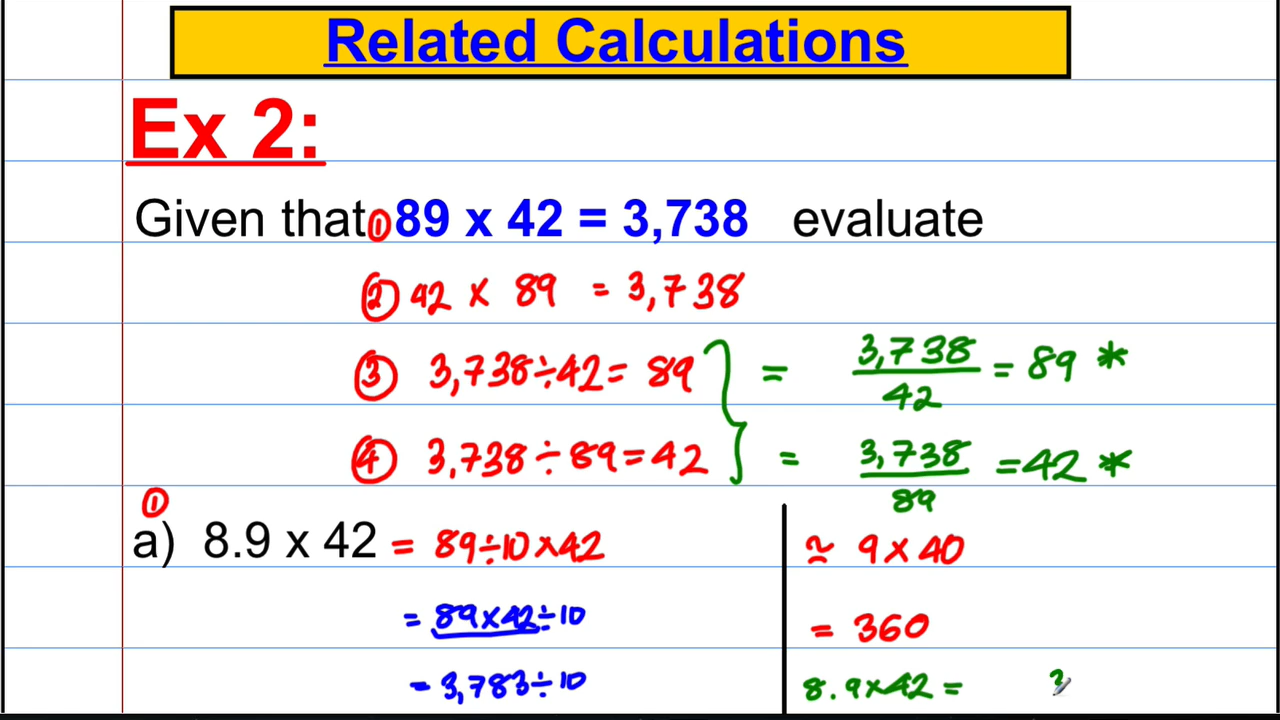 Related Calculations
Ex 2:
Given that ① 89 x 42 = 3,738 evaluate
② 42 x 89 = 3,738
③ 3,738÷42 = 89 } = 3,738/42 = 89 *
④ 3,738÷89=42 } = 3,738/89 =42 *
①
a) 8.9 x 42 = 89÷10×42 ≃ 9×40
= 89×42÷10 = 360
= 3,783÷10 8.9×42 =